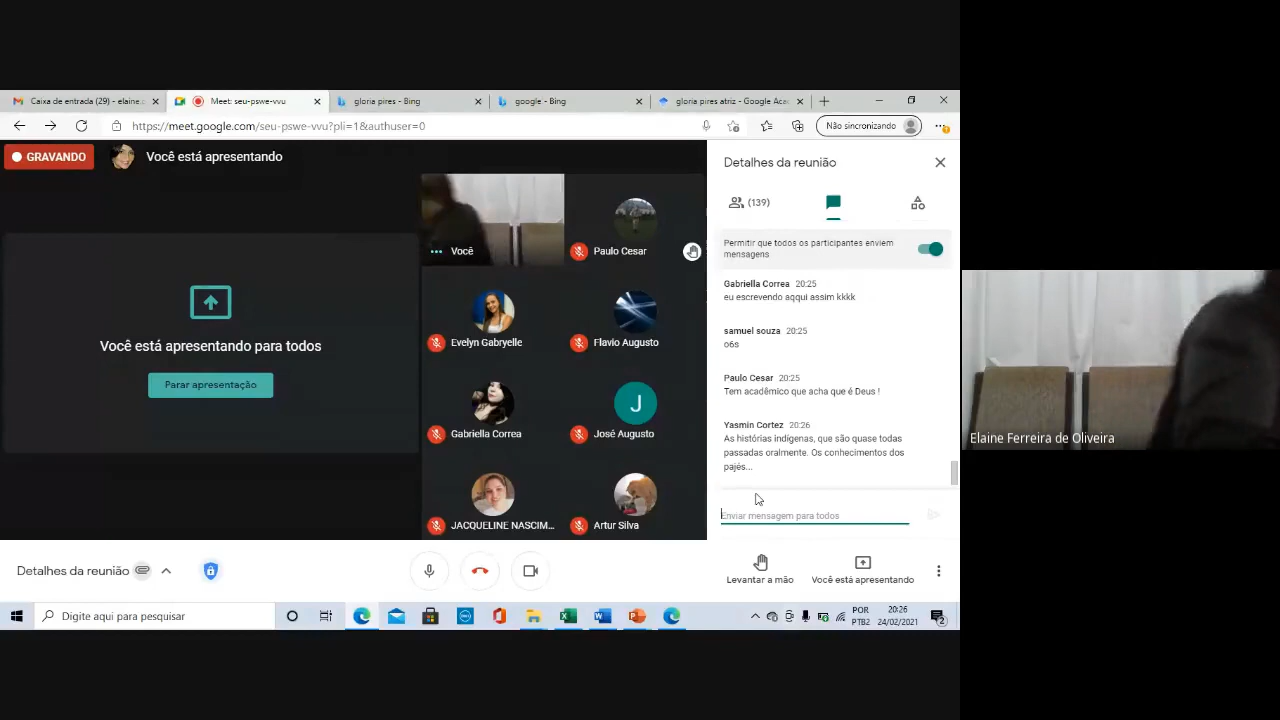 Caixa de entrada (29) - elaine.c
Meet: seu-pswe-vvu
gloria pires - Bing
google - Bing
gloria pires atriz - Google Aca
https://meet.google.com/seu-pswe-vvu?pli=1&authuser=0
Não sincronizando
GRAVANDO
Você está apresentando
Detalhes da reunião
(139)
Permitir que todos os participantes enviem
mensagens
Você
Paulo Cesar
Gabriella Correa 20:25
eu escrevendo aqqui assim kkkk
samuel souza 20:25
o6s
Você está apresentando para todos
Parar apresentação
Evelyn Gabryelle
Flavio Augusto
Paulo Cesar 20:25
Tem acadêmico que acha que é Deus !
Gabriella Correa
J
José Augusto
Yasmin Cortez 20:26
As histórias indígenas, que são quase todas
passadas oralmente. Os conhecimentos dos
pajés...
JACQUELINE NASCIM...
Artur Silva
Enviar mensagem para todos
Detalhes da reunião
Levantar a mão
Você está apresentando
Digite aqui para pesquisar
POR
PTB2
20:26
24/02/2021
2
Elaine Ferreira de Oliveira